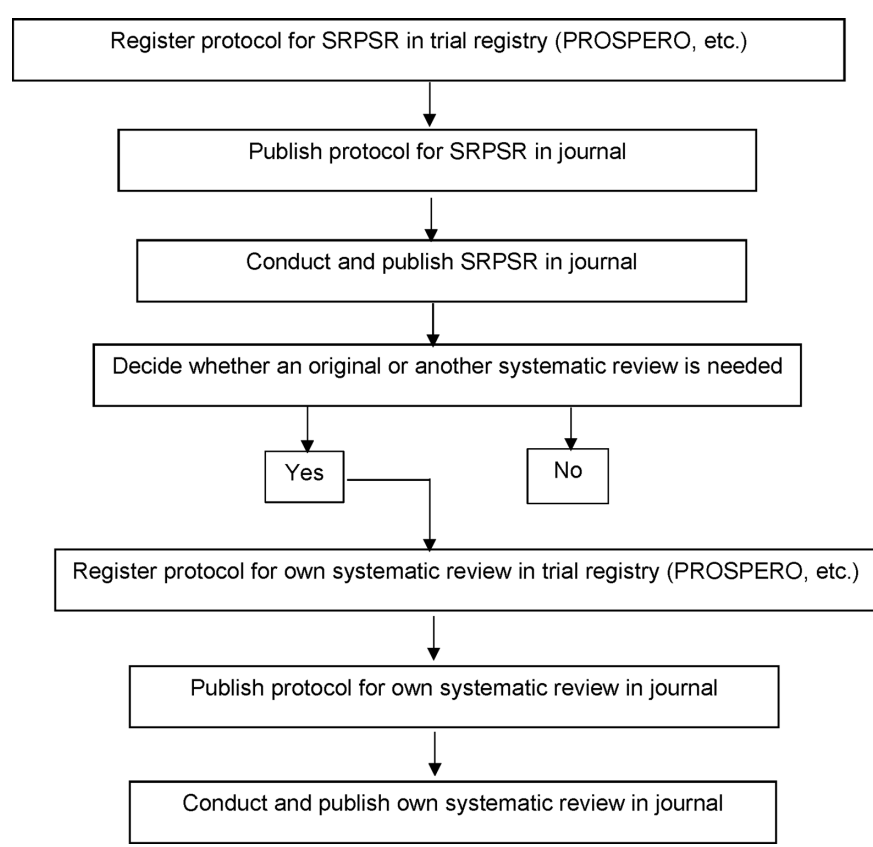 Register protocol for SRPSR in trial registry (PROSPERO, etc.)
Publish protocol for SRPSR in journal
Conduct and publish SRPSR in journal
Decide whether an original or another systematic review is needed
Yes
No
Register protocol for own systematic review in trial registry (PROSPERO, etc.)
Publish protocol for own systematic review in journal
Conduct and publish own systematic review in journal